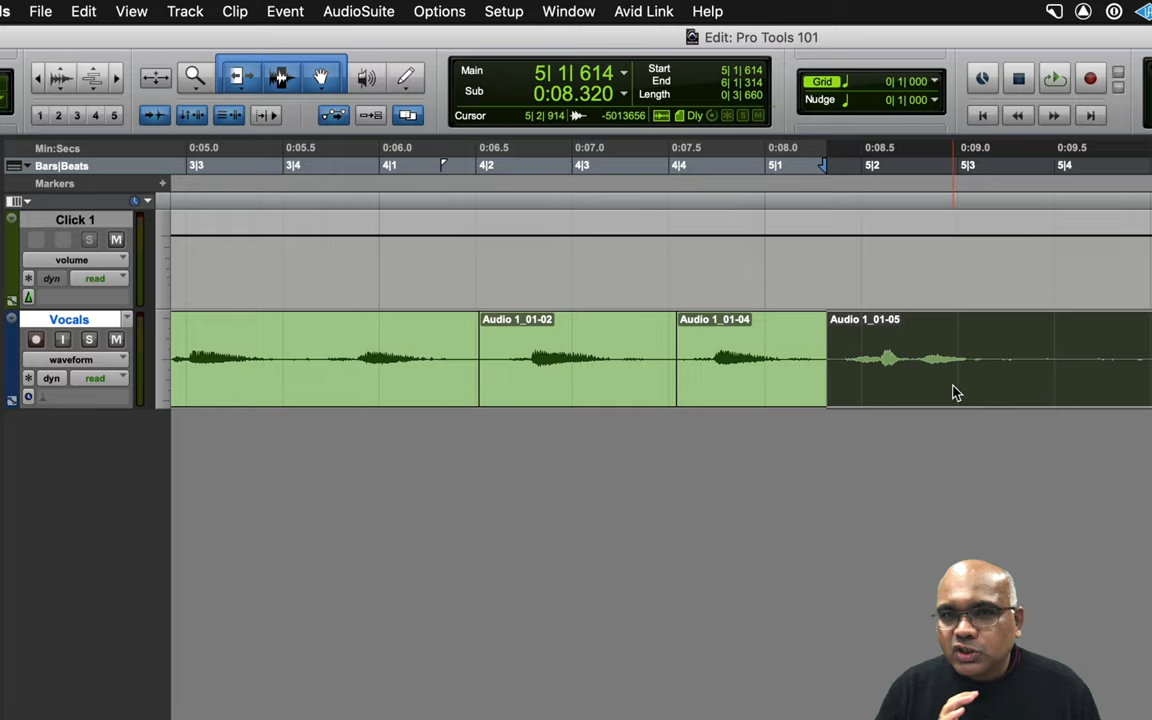 s File Edit View Track Clip Event AudioSuite Options Setup Window Avid Link Help
Edit: Pro Tools 101
Main 5| 1| 614
Sub 0:08.320
Start 5| 1| 614
End 6| 1| 314
Length 0| 3| 660
Cursor 5| 2| 914 -5013656 Dly S M
Grid 0| 1| 000
Nudge 0| 1| 000
1 2 3 4 5
Min:Secs 0:05.0 0:05.5 0:06.0 0:06.5 0:07.0 0:07.5 0:08.0 0:08.5 0:09.0 0:09.5
Bars|Beats 3|3 3|4 4|1 4|2 4|3 4|4 5|1 5|2 5|3 5|4
Markers +
Click 1
S M
volume
* dyn read
Vocals
I S M
waveform
* dyn read
Audio 1_01-02 Audio 1_01-04 Audio 1_01-05